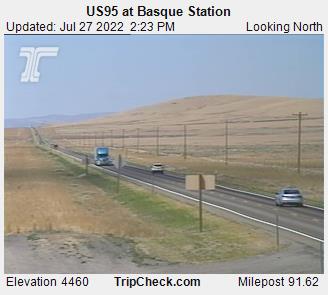 US95 at Basque Station
Updated: Jul 27 2022 2:23 PM Looking North
Elevation 4460 TripCheck.com Milepost 91.62